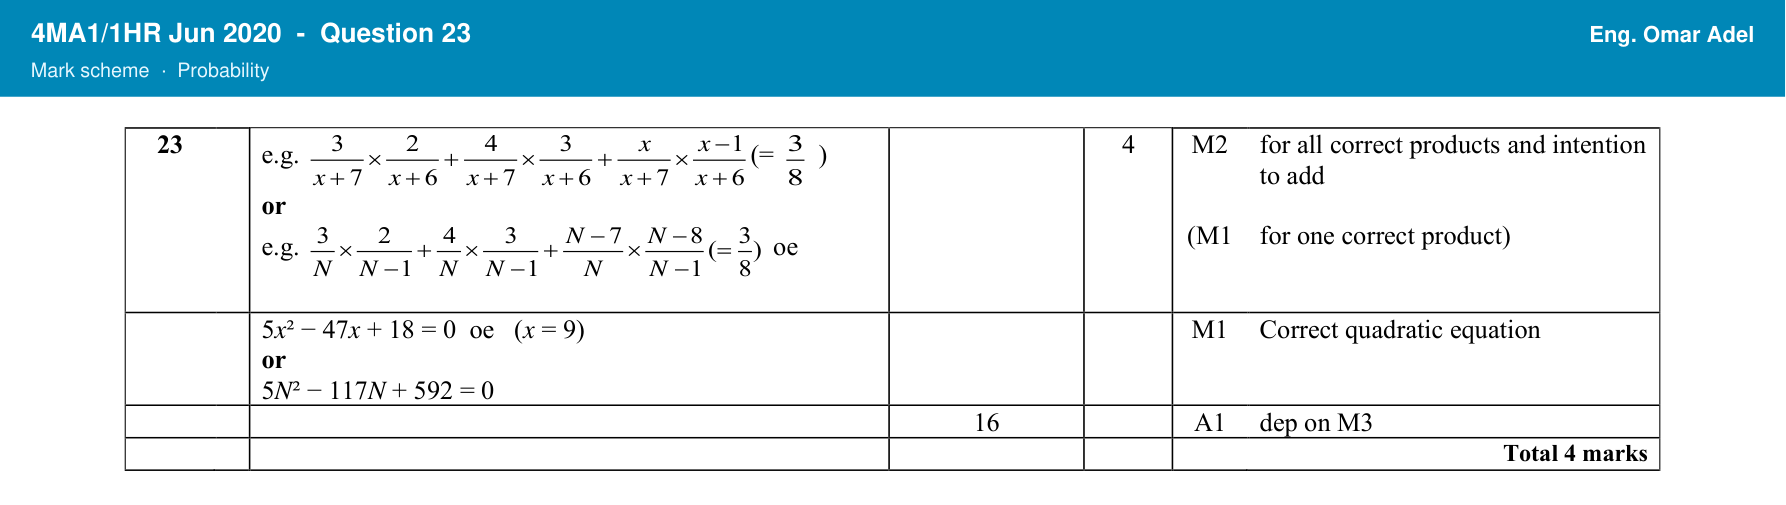 4MA1/1HR Jun 2020 - Question 23
Eng. Omar Adel
Mark scheme · Probability
23
e.g. 3/(x+7) × 2/(x+6) + 4/(x+7) × 3/(x+6) + x/(x+7) × (x−1)/(x+6) (= 3/8 )
4
M2 for all correct products and intention
to add
or
e.g. 3/N × 2/(N−1) + 4/N × 3/(N−1) + (N−7)/N × (N−8)/(N−1) (= 3/8) oe
(M1 for one correct product)
5x² − 47x + 18 = 0 oe (x = 9)
M1 Correct quadratic equation
or
5N² − 117N + 592 = 0
16
A1 dep on M3
Total 4 marks